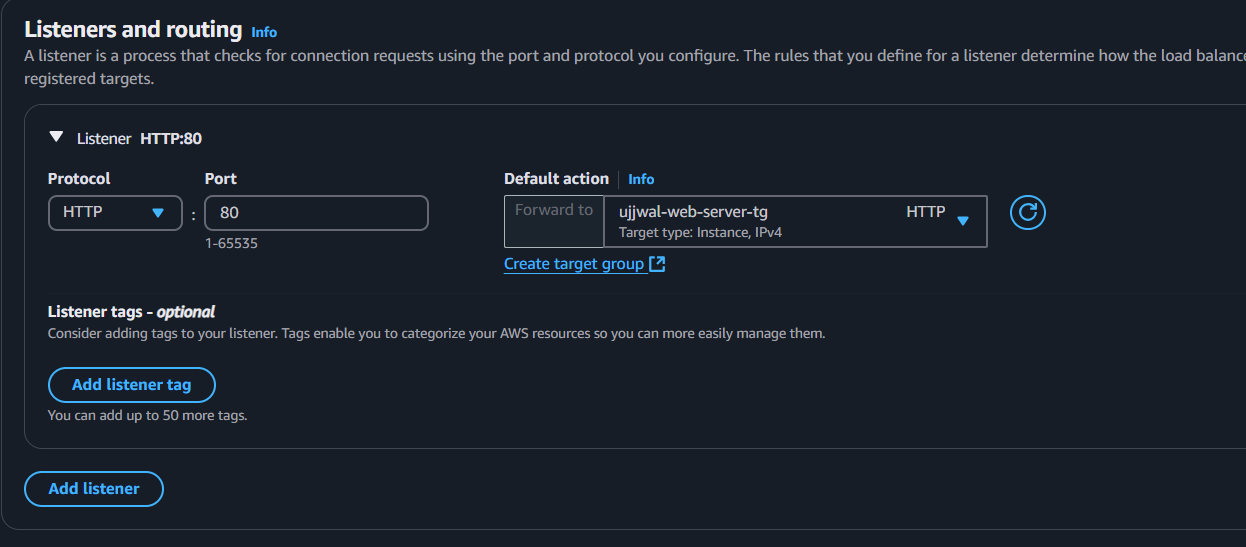 Listeners and routing Info
A listener is a process that checks for connection requests using the port and protocol you configure. The rules that you define for a listener determine how the load balance
registered targets.
Listener HTTP:80
Protocol Port Default action Info
HTTP : 80 Forward to ujjwal-web-server-tg HTTP
Target type: Instance, IPv4
1-65535
Create target group
Listener tags - optional
Consider adding tags to your listener. Tags enable you to categorize your AWS resources so you can more easily manage them.
Add listener tag
You can add up to 50 more tags.
Add listener